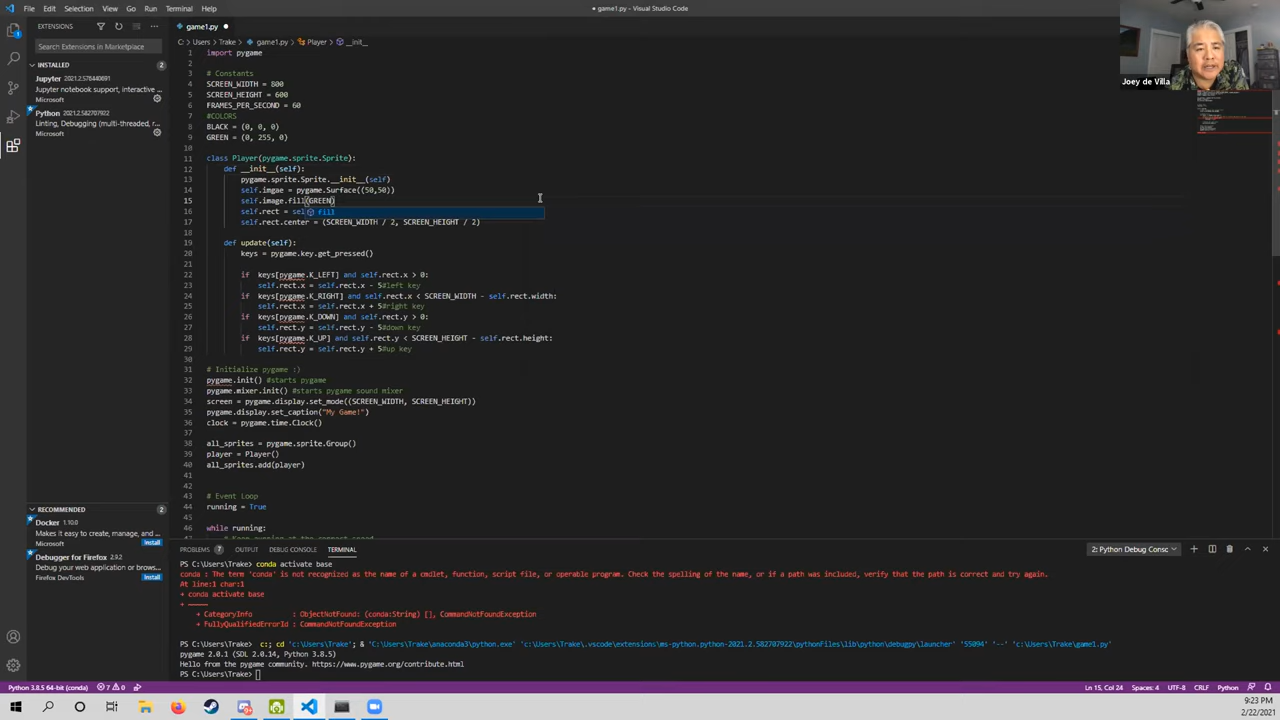 File Edit Selection View Go Run Terminal Help
● game1.py - Visual Studio Code
EXTENSIONS
game1.py ●
C: > Users > Trake > game1.py > Player > __init__
Search Extensions in Marketplace
INSTALLED 2
Jupyter 2021.2.576440691
Jupyter notebook support, interactive ...
Microsoft
Python 2021.2.582707922
Linting, Debugging (multi-threaded, r...
Microsoft
Joey de Villa
1 import pygame
2
3 # Constants
4 SCREEN_WIDTH = 800
5 SCREEN_HEIGHT = 600
6 FRAMES_PER_SECOND = 60
7 #COLORS
8 BLACK = (0, 0, 0)
9 GREEN = (0, 255, 0)
10
11 class Player(pygame.sprite.Sprite):
12 def __init__(self):
13 pygame.sprite.Sprite.__init__(self)
14 self.imgae = pygame.Surface((50,50))
15 self.image.fill(GREEN)
16 self.rect = sel
fill
17 self.rect.center = (SCREEN_WIDTH / 2, SCREEN_HEIGHT / 2)
18
19 def update(self):
20 keys = pygame.key.get_pressed()
21
22 if keys[pygame.K_LEFT] and self.rect.x > 0:
23 self.rect.x = self.rect.x - 5#left key
24 if keys[pygame.K_RIGHT] and self.rect.x < SCREEN_WIDTH - self.rect.width:
25 self.rect.x = self.rect.x + 5#right key
26 if keys[pygame.K_DOWN] and self.rect.y > 0:
27 self.rect.y = self.rect.y - 5#down key
28 if keys[pygame.K_UP] and self.rect.y < SCREEN_HEIGHT - self.rect.height:
29 self.rect.y = self.rect.y + 5#up key
30
31 # Initialize pygame :)
32 pygame.init() #starts pygame
33 pygame.mixer.init() #starts pygame sound mixer
34 screen = pygame.display.set_mode((SCREEN_WIDTH, SCREEN_HEIGHT))
35 pygame.display.set_caption("My Game!")
36 clock = pygame.time.Clock()
37
38 all_sprites = pygame.sprite.Group()
39 player = Player()
40 all_sprites.add(player)
41
42
43 # Event Loop
44 running = True
45
46 while running:
RECOMMENDED 2
Docker 1.10.0
Makes it easy to create, manage, and ...
Microsoft Install
Debugger for Firefox 2.9.2
Debug your web application or brows...
Firefox DevTools Install
PROBLEMS 7 OUTPUT DEBUG CONSOLE TERMINAL
2: Python Debug Consc
PS C:\Users\Trake> conda activate base
conda : The term 'conda' is not recognized as the name of a cmdlet, function, script file, or operable program. Check the spelling of the name, or if a path was included, verify that the path is correct and try again.
At line:1 char:1
+ conda activate base
+ ~~~~~
+ CategoryInfo : ObjectNotFound: (conda:String) [], CommandNotFoundException
+ FullyQualifiedErrorId : CommandNotFoundException
PS C:\Users\Trake> c:; cd 'c:\Users\Trake'; & 'C:\Users\Trake\anaconda3\python.exe' 'c:\Users\Trake\.vscode\extensions\ms-python.python-2021.2.582707922\pythonFiles\lib\python\debugpy\launcher' '55094' '--' 'c:\Users\Trake\game1.py'
pygame 2.0.1 (SDL 2.0.14, Python 3.8.5)
Hello from the pygame community. https://www.pygame.org/contribute.html
PS C:\Users\Trake>
Python 3.8.5 64-bit (conda) 7 0
Ln 15, Col 24 Spaces: 4 UTF-8 CRLF Python
9:23 PM
2/22/2021